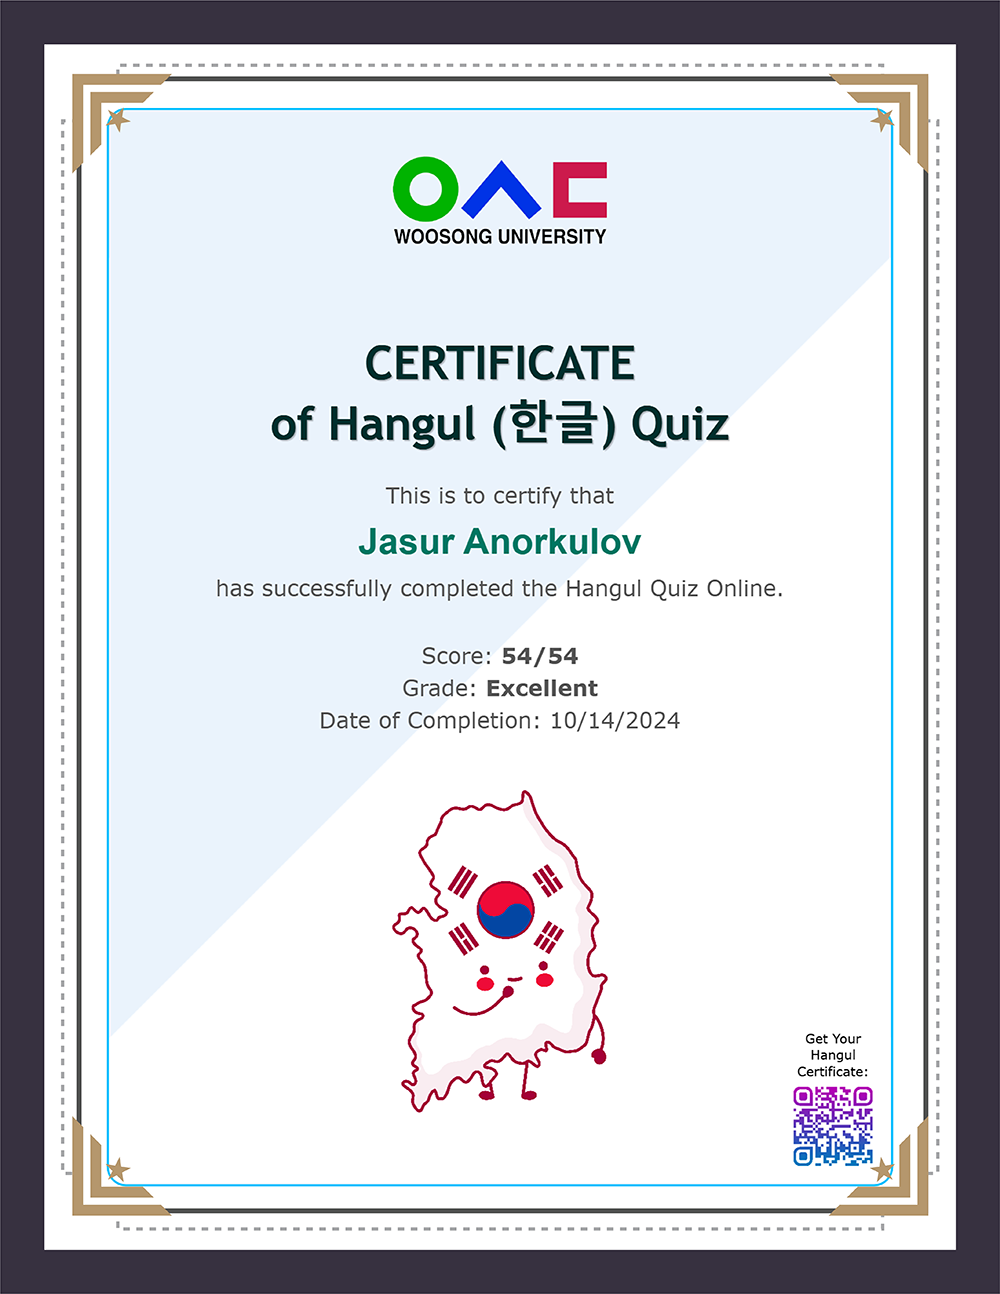 WOOSONG UNIVERSITY
CERTIFICATE
of Hangul (한글) Quiz
This is to certify that
Jasur Anorkulov
has successfully completed the Hangul Quiz Online.
Score: 54/54
Grade: Excellent
Date of Completion: 10/14/2024
Get Your
Hangul
Certificate: